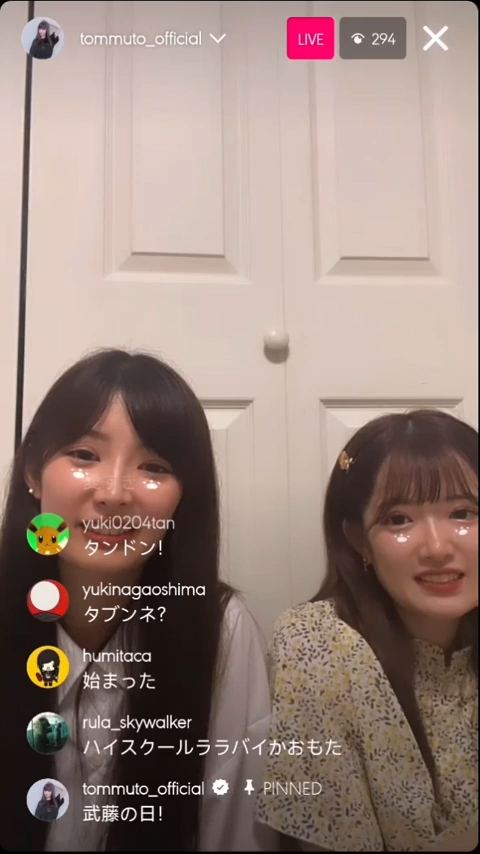 tommuto_official
LIVE
294
yuki0204tan
タンドン!
yukinagaoshima
タブンネ?
humitaca
始まった
rula_skywalker
ハイスクールララバイかおもた
tommuto_official PINNED
武藤の日!